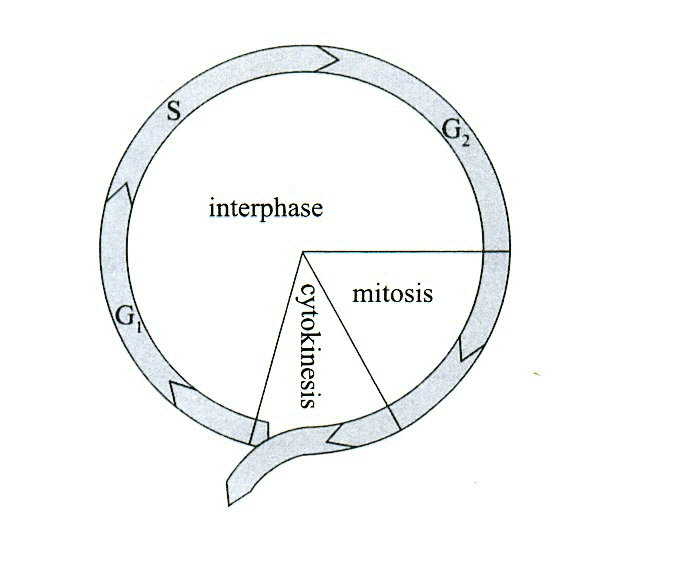 S
G₂
interphase
mitosis
G₁
cytokinesis